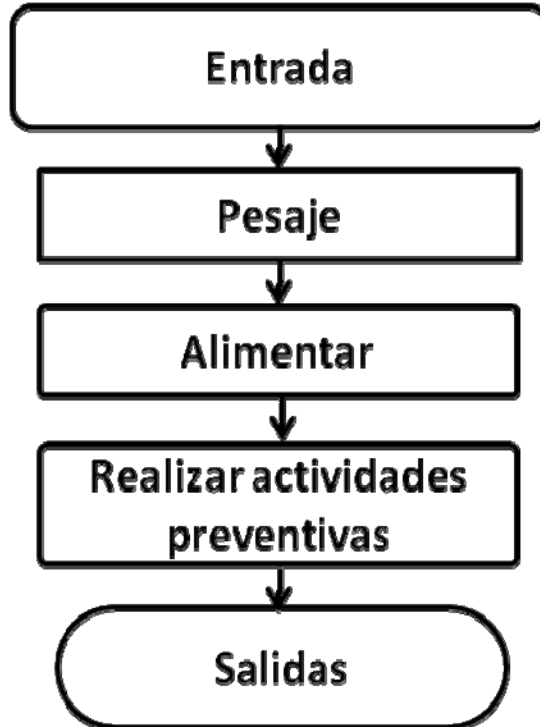 Entrada
Pesaje
Alimentar
Realizar actividades
preventivas
Salidas